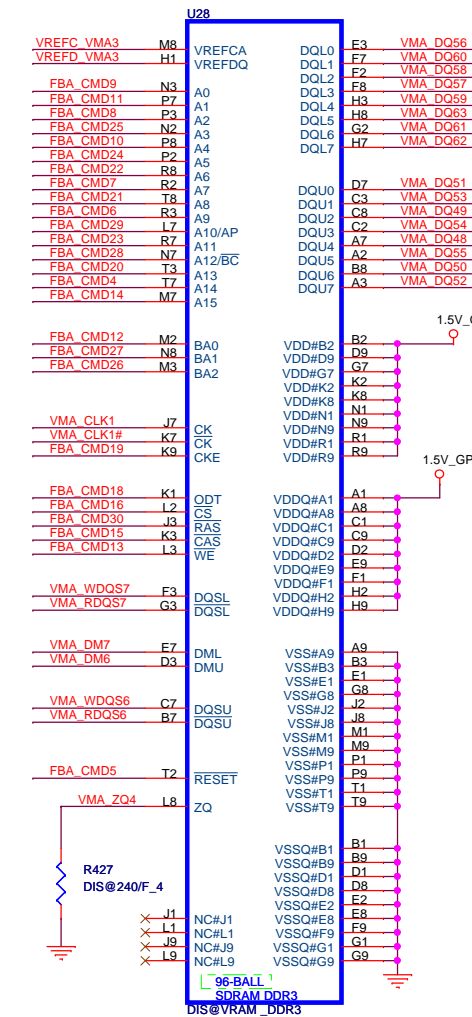 U28
VREFC_VMA3 M8 VREFCA DQL0 E3 VMA_DQ56
VREFD_VMA3 H1 VREFDQ DQL1 F7 VMA_DQ60
DQL2 F2 VMA_DQ58
FBA_CMD9 N3 A0 DQL3 F8 VMA_DQ57
FBA_CMD11 P7 A1 DQL4 H3 VMA_DQ59
FBA_CMD8 P3 A2 DQL5 H8 VMA_DQ63
FBA_CMD25 N2 A3 DQL6 G2 VMA_DQ61
FBA_CMD10 P8 A4 DQL7 H7 VMA_DQ62
FBA_CMD24 P2 A5
FBA_CMD22 R8 A6
FBA_CMD7 R2 A7 DQU0 D7 VMA_DQ51
FBA_CMD21 T8 A8 DQU1 C3 VMA_DQ53
FBA_CMD6 R3 A9 DQU2 C8 VMA_DQ49
FBA_CMD29 L7 A10/AP DQU3 C2 VMA_DQ54
FBA_CMD23 R7 A11 DQU4 A7 VMA_DQ48
FBA_CMD28 N7 A12/BC DQU5 A2 VMA_DQ55
FBA_CMD20 T3 A13 DQU6 B8 VMA_DQ50
FBA_CMD4 T7 A14 DQU7 A3 VMA_DQ52
FBA_CMD14 M7 A15
1.5V_
FBA_CMD12 M2 BA0 VDD#B2 B2
FBA_CMD27 N8 BA1 VDD#D9 D9
FBA_CMD26 M3 BA2 VDD#G7 G7
VDD#K2 K2
VDD#K8 K8
VDD#N1 N1
VMA_CLK1 J7 CK VDD#N9 N9
VMA_CLK1# K7 CK VDD#R1 R1
FBA_CMD19 K9 CKE VDD#R9 R9
1.5V_GP
FBA_CMD18 K1 ODT VDDQ#A1 A1
FBA_CMD16 L2 CS VDDQ#A8 A8
FBA_CMD30 J3 RAS VDDQ#C1 C1
FBA_CMD15 K3 CAS VDDQ#C9 C9
FBA_CMD13 L3 WE VDDQ#D2 D2
VDDQ#E9 E9
VDDQ#F1 F1
VMA_WDQS7 F3 DQSL VDDQ#H2 H2
VMA_RDQS7 G3 DQSL VDDQ#H9 H9
VMA_DM7 E7 DML VSS#A9 A9
VMA_DM6 D3 DMU VSS#B3 B3
VSS#E1 E1
VSS#G8 G8
VMA_WDQS6 C7 DQSU VSS#J2 J2
VMA_RDQS6 B7 DQSU VSS#J8 J8
VSS#M1 M1
VSS#M9 M9
VSS#P1 P1
FBA_CMD5 T2 RESET VSS#P9 P9
VSS#T1 T1
VMA_ZQ4 L8 ZQ VSS#T9 T9
VSSQ#B1 B1
VSSQ#B9 B9
R427 VSSQ#D1 D1
DIS@240/F_4 VSSQ#D8 D8
VSSQ#E2 E2
J1 NC#J1 VSSQ#E8 E8
L1 NC#L1 VSSQ#F9 F9
J9 NC#J9 VSSQ#G1 G1
L9 NC#L9 VSSQ#G9 G9
96-BALL
SDRAM DDR3
DIS@VRAM _DDR3